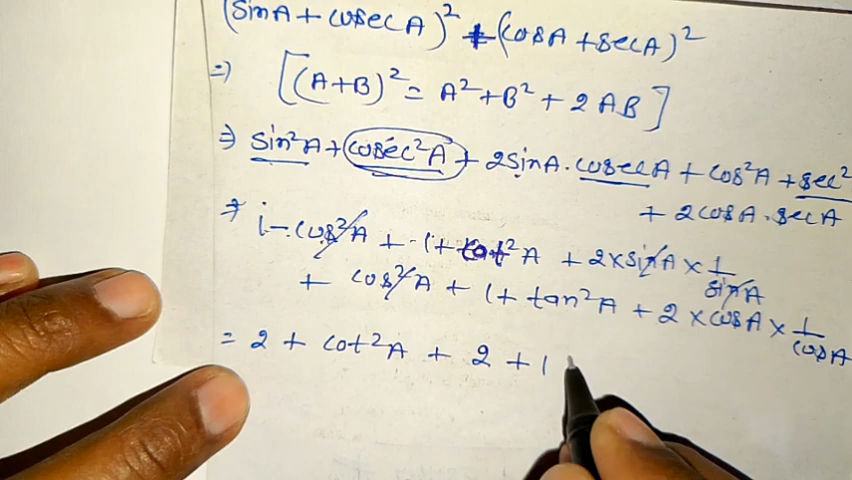 (sinA + cosecA)² + (cosA + secA)²
⇒ [(A+B)² = A² + B² + 2AB]
⇒ sin²A + cosec²A + 2sinA . cosecA + cos²A + sec²
+ 2cosA . secA
⇒ 1 - cos²A + 1 + cot²A + 2 × sinA × 1/sinA
+ cos²A + 1 + tan²A + 2 × cosA × 1/cosA
= 2 + cot²A + 2 + 1